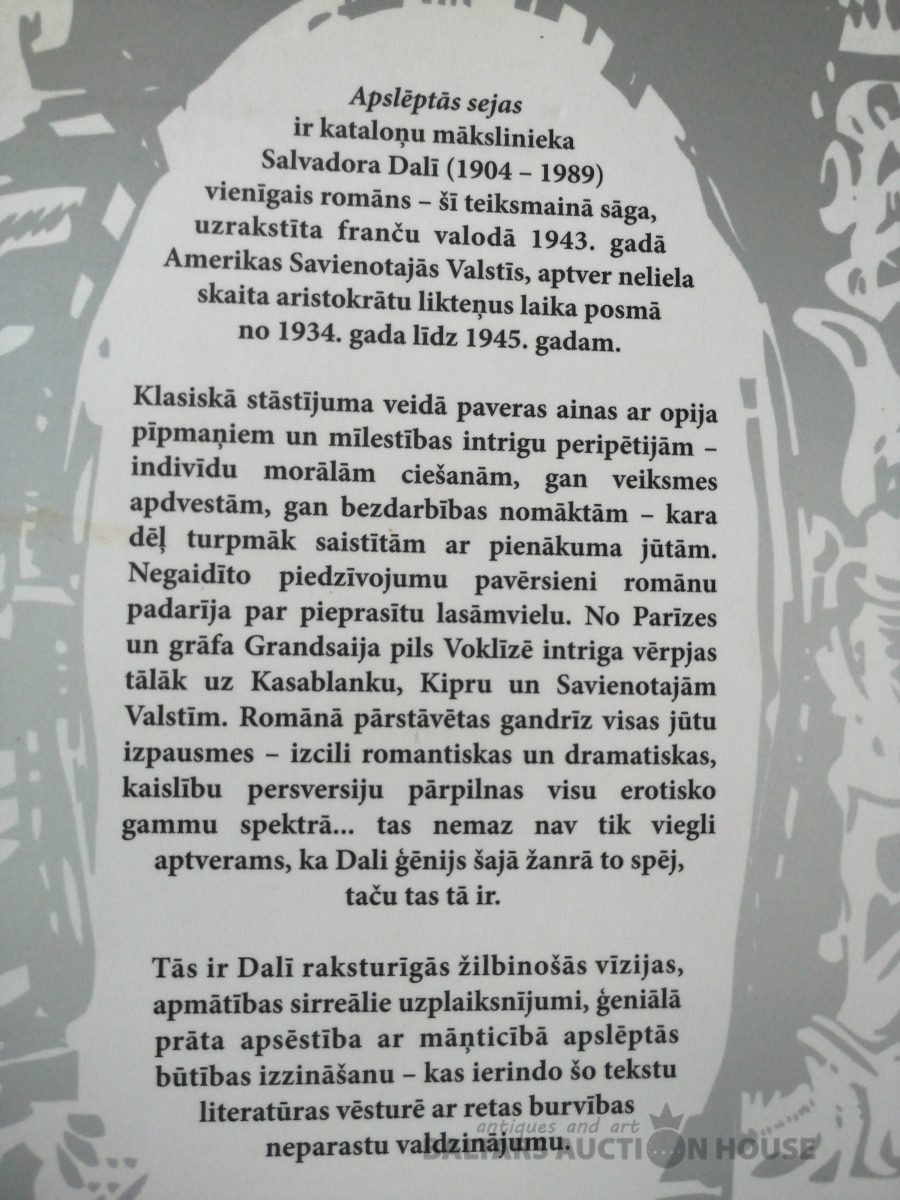 Apslēptās sejas
ir kataloņu mākslinieka
Salvadora Dalī (1904 – 1989)
vienīgais romāns – šī teiksmainā sāga,
uzrakstīta franču valodā 1943. gadā
Amerikas Savienotajās Valstīs, aptver neliela
skaita aristokrātu likteņus laika posmā
no 1934. gada līdz 1945. gadam.
Klasiskā stāstījuma veidā paveras ainas ar opija
pīpmaņiem un mīlestības intrigu peripētijām –
indivīdu morālām ciešanām, gan veiksmes
apdvestām, gan bezdarbības nomāktām – kara
dēļ turpmāk saistītām ar pienākuma jūtām.
Negaidīto piedzīvojumu pavērsieni romānu
padarīja par pieprasītu lasāmvielu. No Parīzes
un grāfa Grandsaija pils Voklīzē intriga vērpjas
tālāk uz Kasablanku, Kipru un Savienotajām
Valstīm. Romānā pārstāvētas gandrīz visas jūtu
izpausmes – izcili romantiskas un dramatiskas,
kaislību persversiju pārpilnas visu erotisko
gammu spektrā... tas nemaz nav tik viegli
aptverams, ka Dali ģēnijs šajā žanrā to spēj,
taču tas tā ir.
Tās ir Dalī raksturīgās žilbinošās vīzijas,
apmātības sirreālie uzplaiksnījumi, ģeniālā
prāta apsēstība ar māņticībā apslēptās
būtības izzināšanu – kas ierindo šo tekstu
literatūras vēsturē ar retas burvības
neparastu valdzinājumu.
antiques and art
BALTARS AUCTION HOUSE